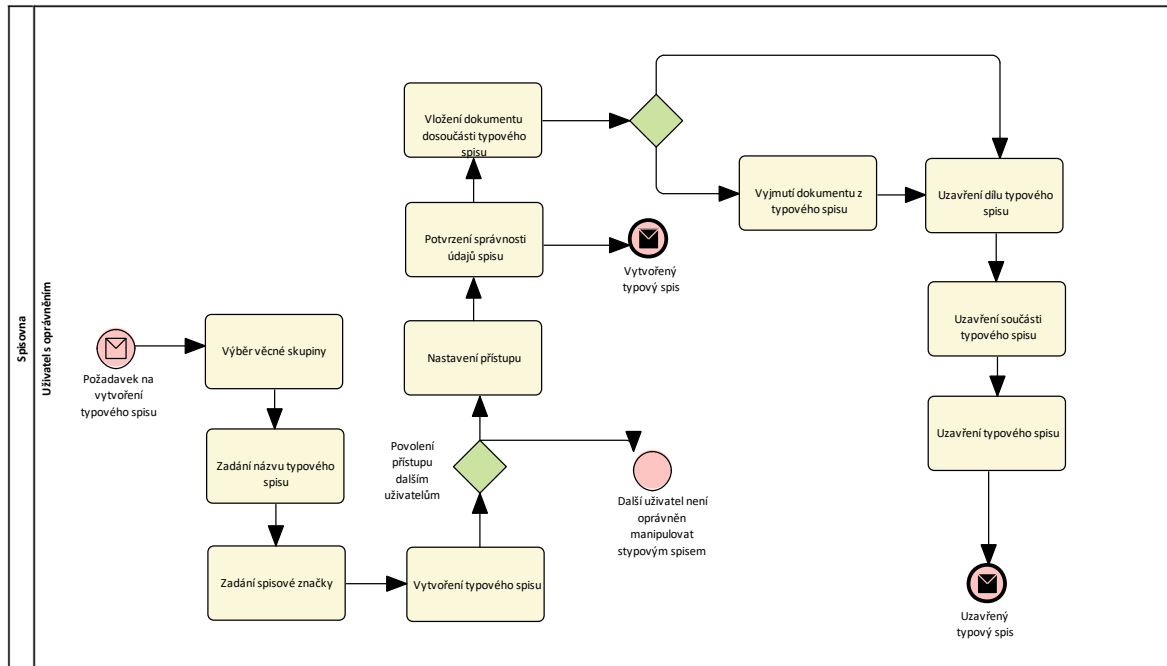 Spisovna
Uživatel s oprávněním
Požadavek na
vytvoření
typového spisu
Výběr věcné skupiny
Zadání názvu typového
spisu
Zadání spisové značky
Vytvoření typového spisu
Povolení
přístupu
dalším
uživatelům
Další uživatel není
oprávněn
manipulovat
stypovým spisem
Nastavení přístupu
Potvrzení správnosti
údajů spisu
Vytvořený
typový spis
Vložení dokumentu
dosoučásti typového
spisu
Vyjmutí dokumentu z
typového spisu
Uzavření dílu typového
spisu
Uzavření součásti
typového spisu
Uzavření typového spisu
Uzavřený
typový spis